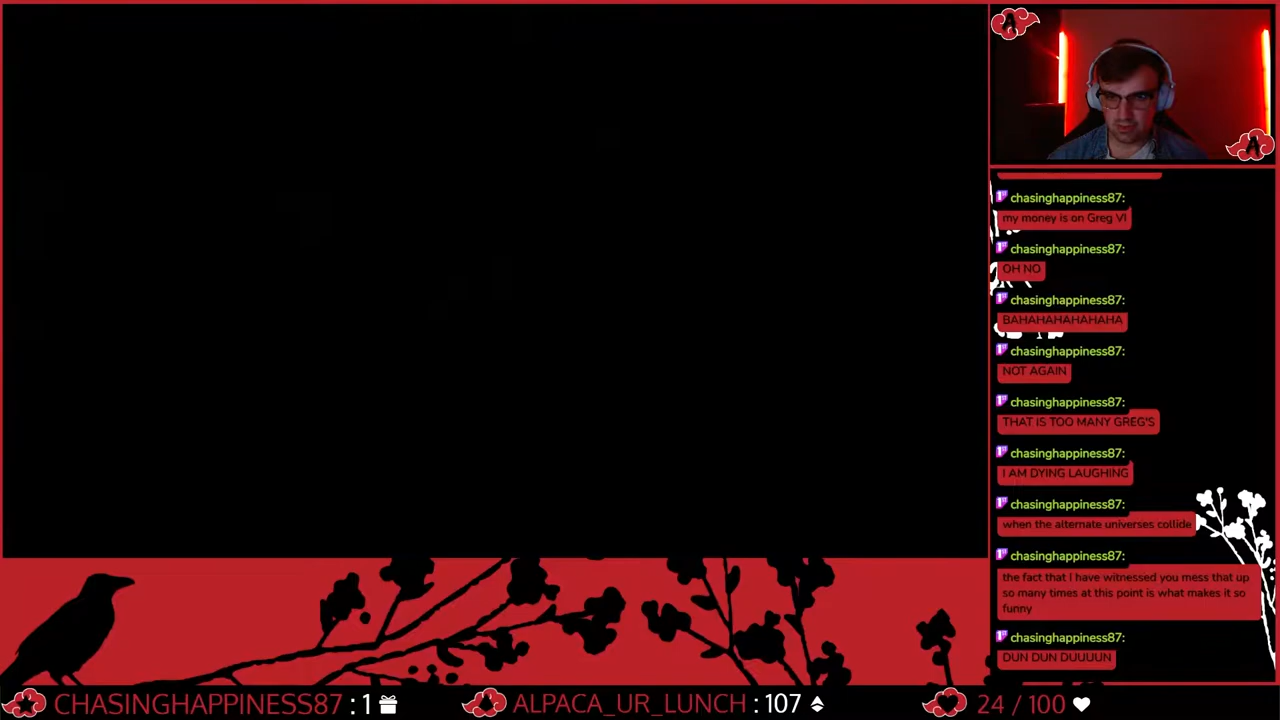 A
A
chasinghappiness87:
my money is on Greg VI
chasinghappiness87:
OH NO
chasinghappiness87:
BAHAHAHAHAHAHA
chasinghappiness87:
NOT AGAIN
chasinghappiness87:
THAT IS TOO MANY GREG'S
chasinghappiness87:
I AM DYING LAUGHING
chasinghappiness87:
when the alternate universes collide
chasinghappiness87:
the fact that I have witnessed you mess that up
so many times at this point is what makes it so
funny
chasinghappiness87:
DUN DUN DUUUUN
CHASINGHAPPINESS87 : 1
ALPACA_UR_LUNCH : 107
24 / 100